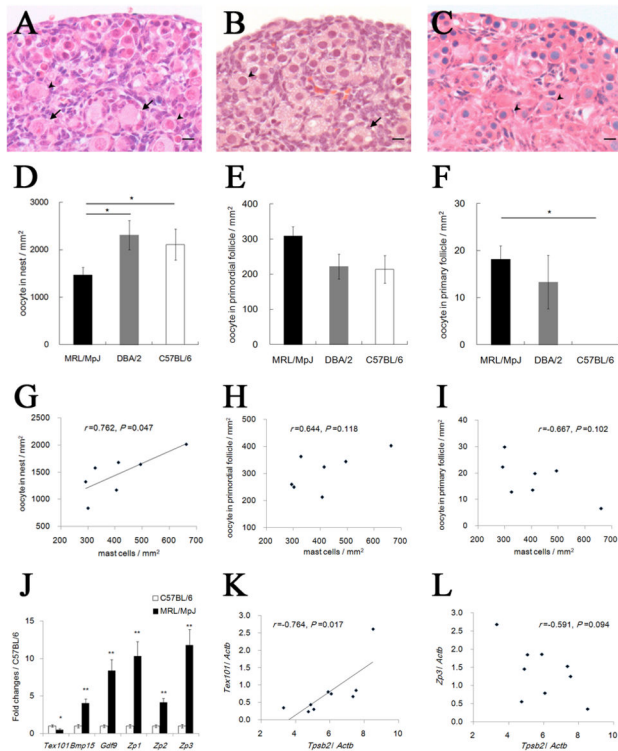 A
B
C
D
E
F
oocyte in nest / mm²
3000
2000
1000
0
MRL/MpJ
DBA/2
C57BL/6
*
*
oocyte in primordial follicle / mm²
400
300
200
100
0
MRL/MpJ
DBA/2
C57BL/6
oocyte in primary follicle / mm²
30
20
10
0
MRL/MpJ
DBA/2
C57BL/6
*
G
H
I
r=0.762, P=0.047
oocyte in nest / mm²
2500
2000
1500
1000
500
200 300 400 500 600 700
mast cells / mm²
r=0.644, P=0.118
oocyte in primordial follicle / mm²
500
400
300
200
100
0
200 300 400 500 600 700
mast cells / mm²
r=-0.667, P=0.102
oocyte in primary follicle / mm²
40
30
20
10
0
200 300 400 500 600 700
mast cells / mm²
J
K
L
□ C57BL/6
■ MRL/MpJ
Fold changes / C57BL/6
15
10
5
0
* ** ** ** ** **
Tex101 Bmp15 Gdf9 Zp1 Zp2 Zp3
r=-0.764, P=0.017
Tex101/ Actb
3.0
2.5
2.0
1.5
1.0
0.5
0.0
2 4 6 8 10
Tpsb2/ Actb
r=-0.591, P=0.094
Zp3/ Actb
3.0
2.5
2.0
1.5
1.0
0.5
0.0
2 4 6 8 10
Tpsb2/ Actb